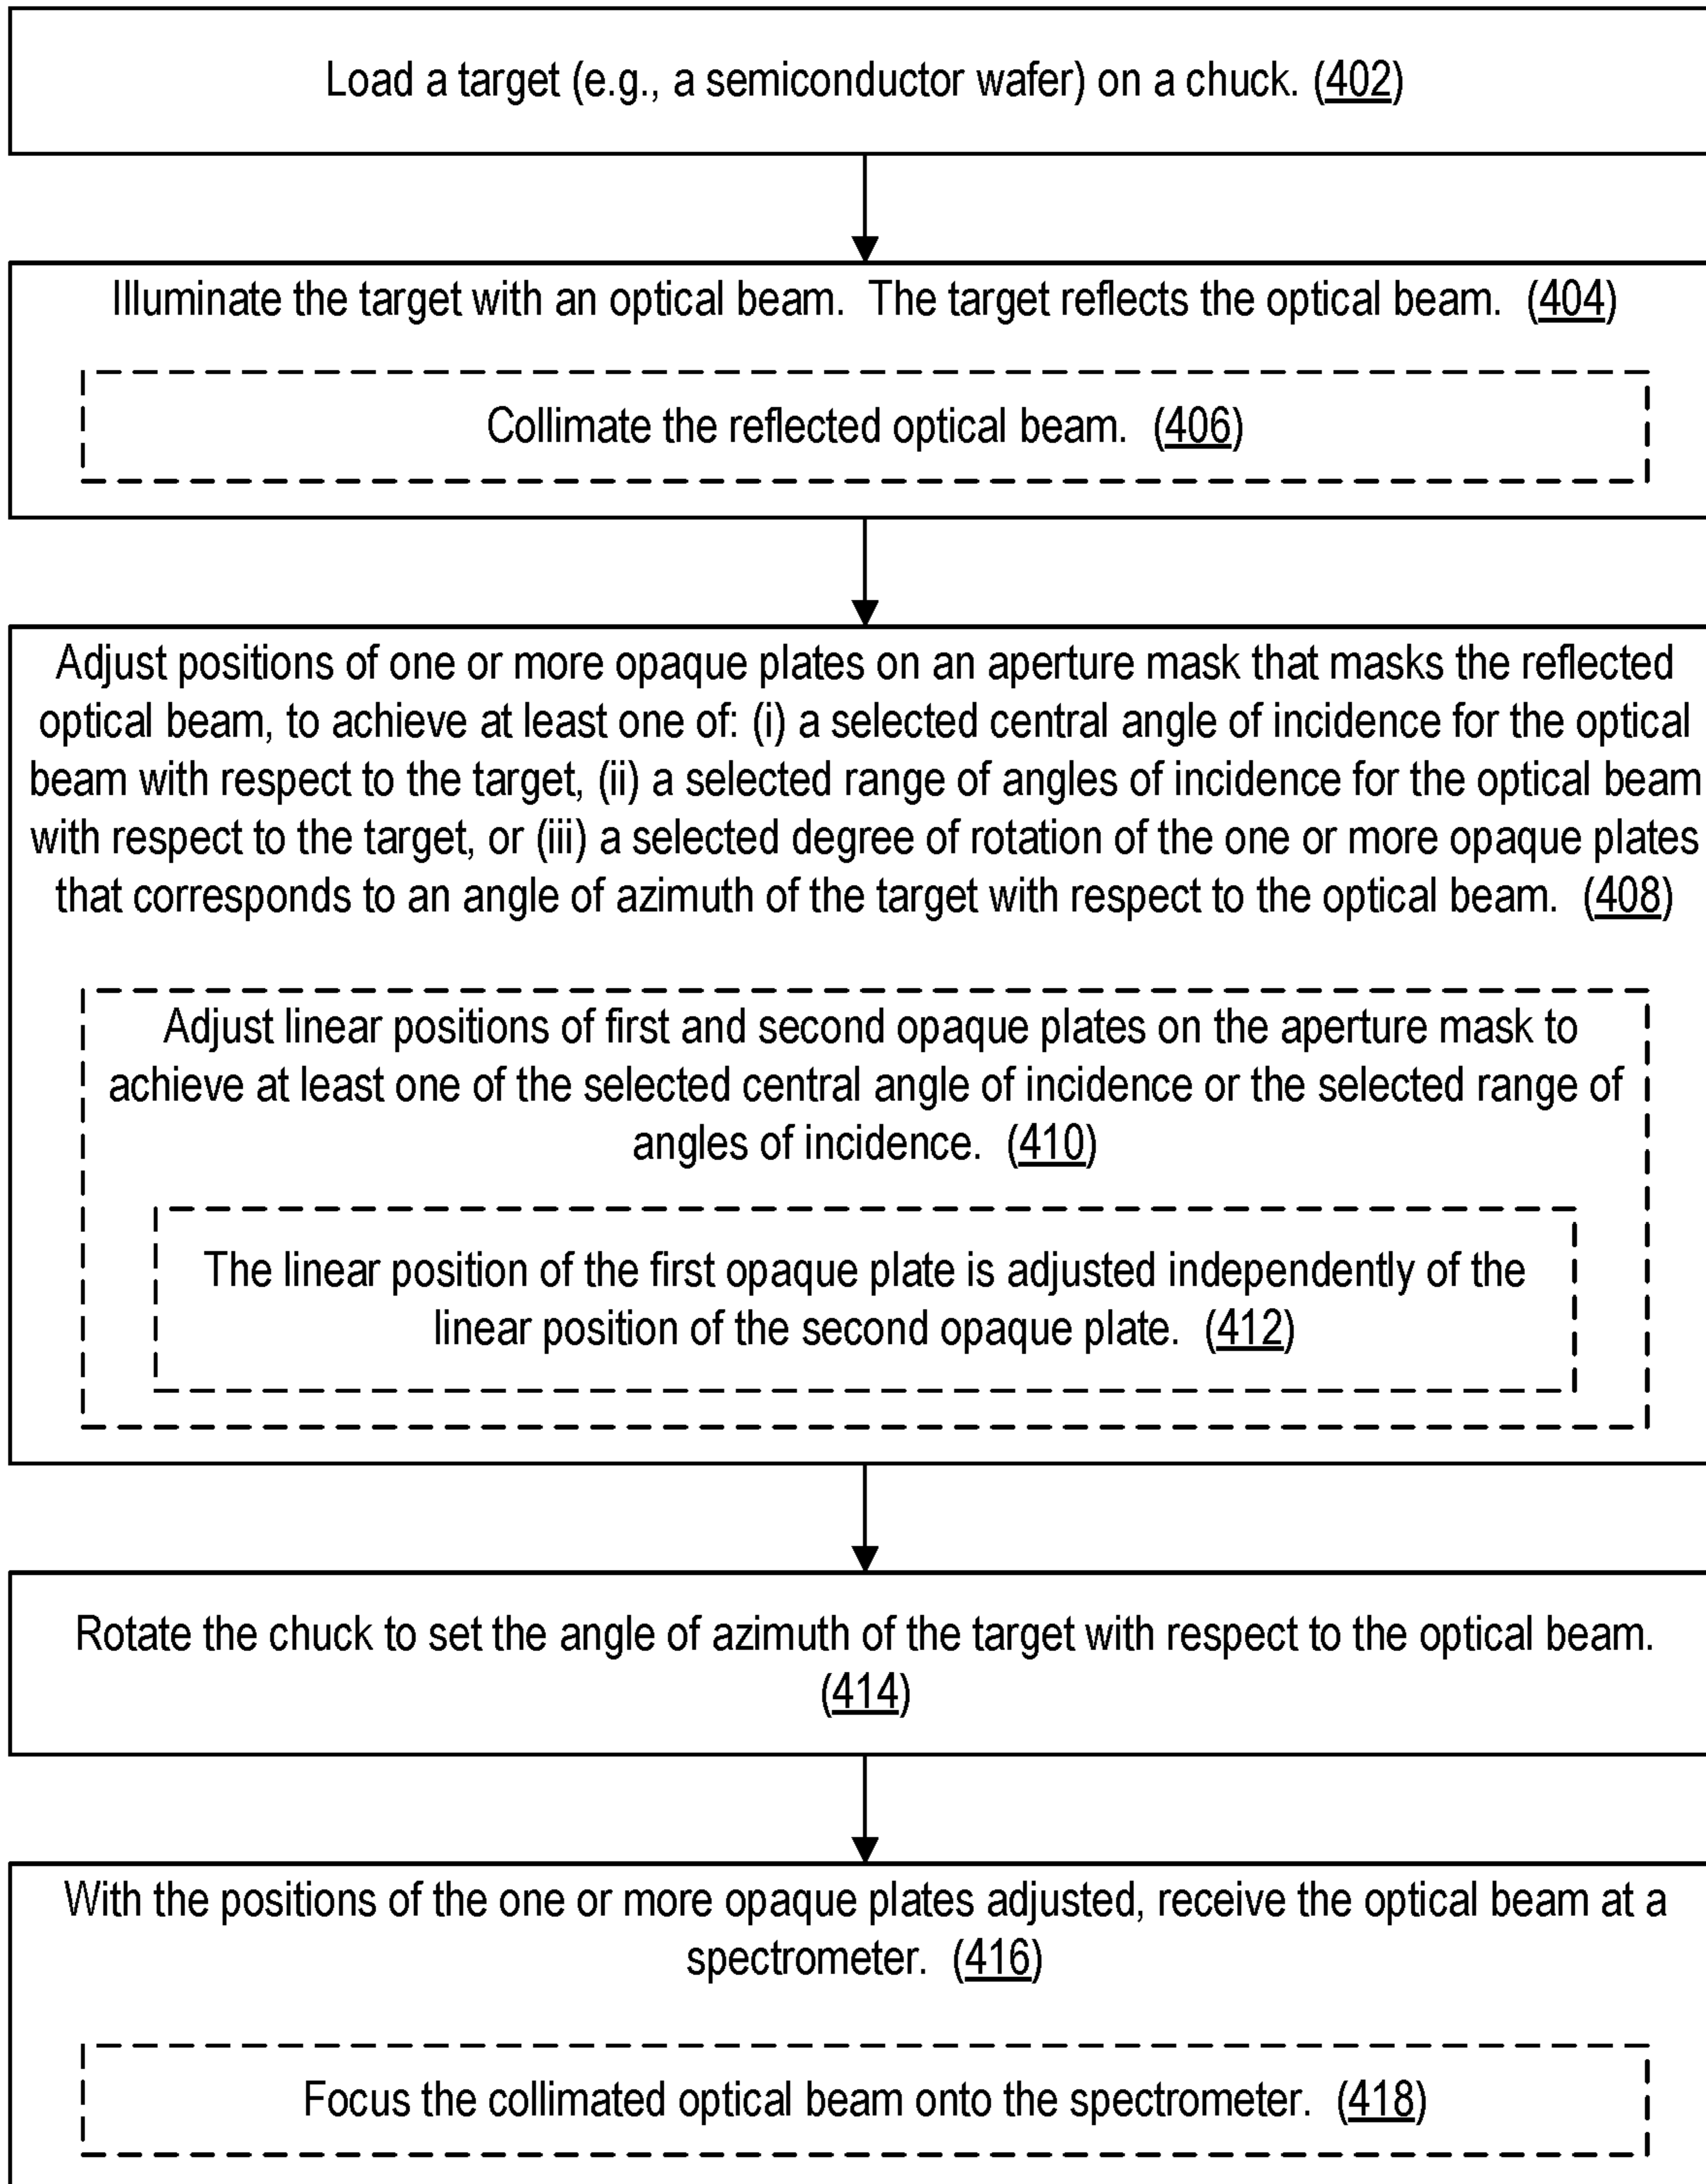 Load a target (e.g., a semiconductor wafer) on a chuck. (402)
Illuminate the target with an optical beam. The target reflects the optical beam. (404)
Collimate the reflected optical beam. (406)
Adjust positions of one or more opaque plates on an aperture mask that masks the reflected
optical beam, to achieve at least one of: (i) a selected central angle of incidence for the optical
beam with respect to the target, (ii) a selected range of angles of incidence for the optical beam
with respect to the target, or (iii) a selected degree of rotation of the one or more opaque plates
that corresponds to an angle of azimuth of the target with respect to the optical beam. (408)
Adjust linear positions of first and second opaque plates on the aperture mask to
achieve at least one of the selected central angle of incidence or the selected range of
angles of incidence. (410)
The linear position of the first opaque plate is adjusted independently of the
linear position of the second opaque plate. (412)
Rotate the chuck to set the angle of azimuth of the target with respect to the optical beam.
(414)
With the positions of the one or more opaque plates adjusted, receive the optical beam at a
spectrometer. (416)
Focus the collimated optical beam onto the spectrometer. (418)